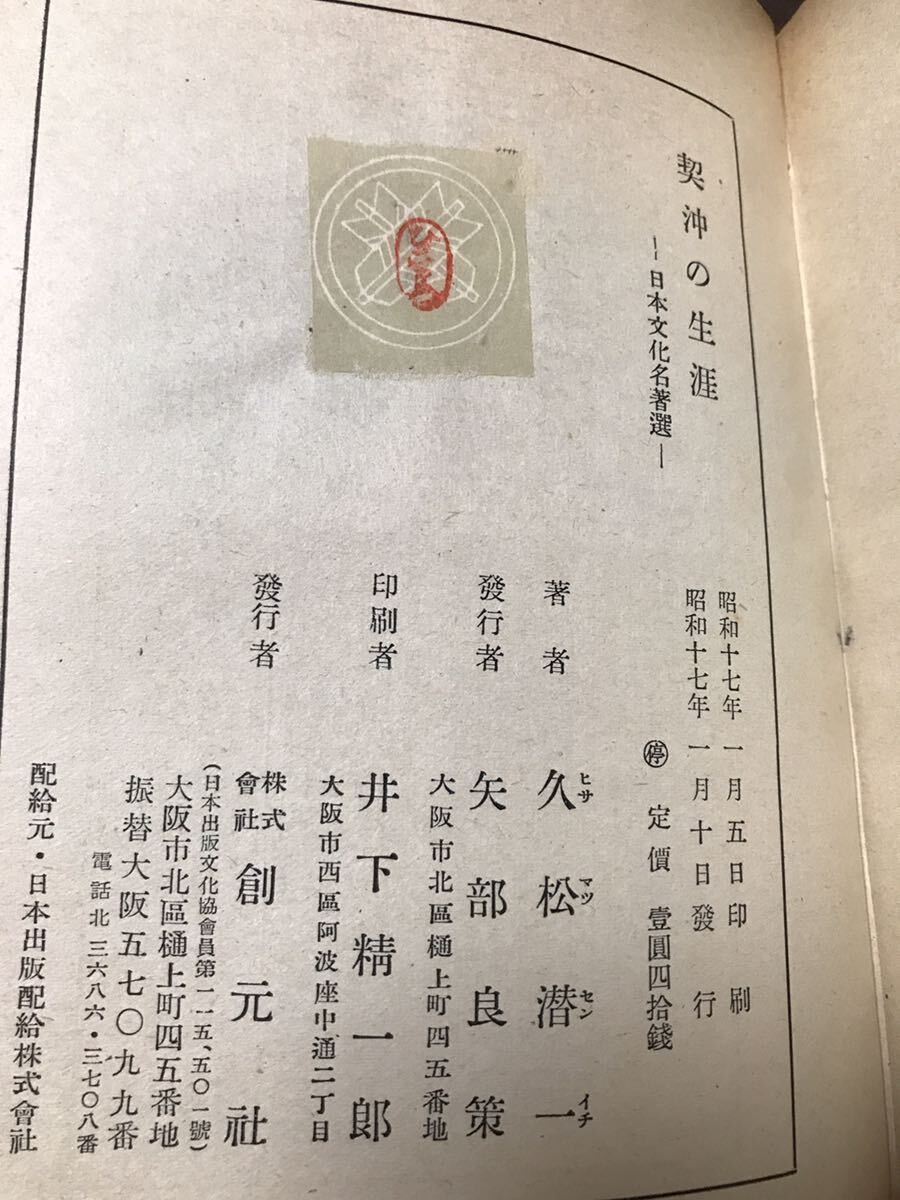 契沖の生涯
―日本文化名著選―
昭和十七年 一月五日印刷
昭和十七年 一月十日發行
㊡ 定價 壹圓四拾錢
著者 久松潜一
ヒサ マツ セン イチ
發行者 矢部良策
大阪市北區樋上町四五番地
印刷者 井下精一郎
大阪市西區阿波座中通二丁目
發行者 株式會社 創元社
(日本出版文化協會員第一一五、五〇一號)
大阪市北區樋上町四五番地
振替大阪五七〇九九番
電話北三六八六・三七〇八番
配給元・日本出版配給株式會社